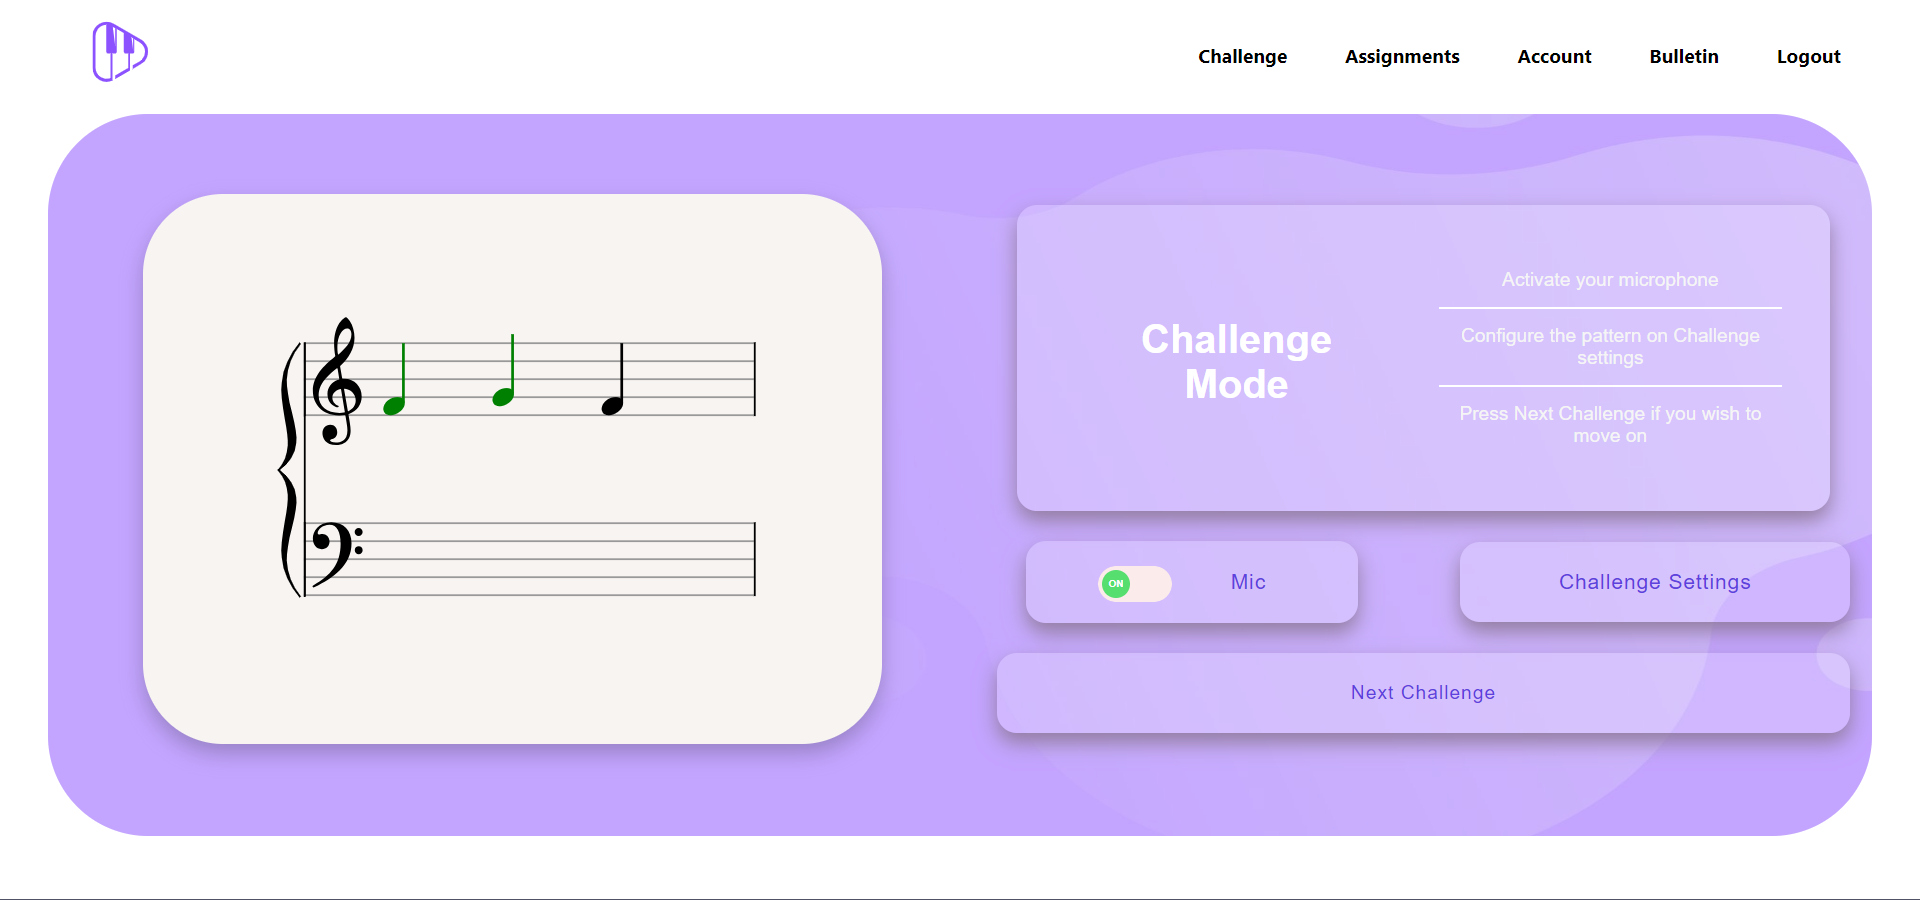 Challenge Assignments Account Bulletin Logout
Challenge
Mode
Activate your microphone
Configure the pattern on Challenge
settings
Press Next Challenge if you wish to
move on
ON Mic
Challenge Settings
Next Challenge